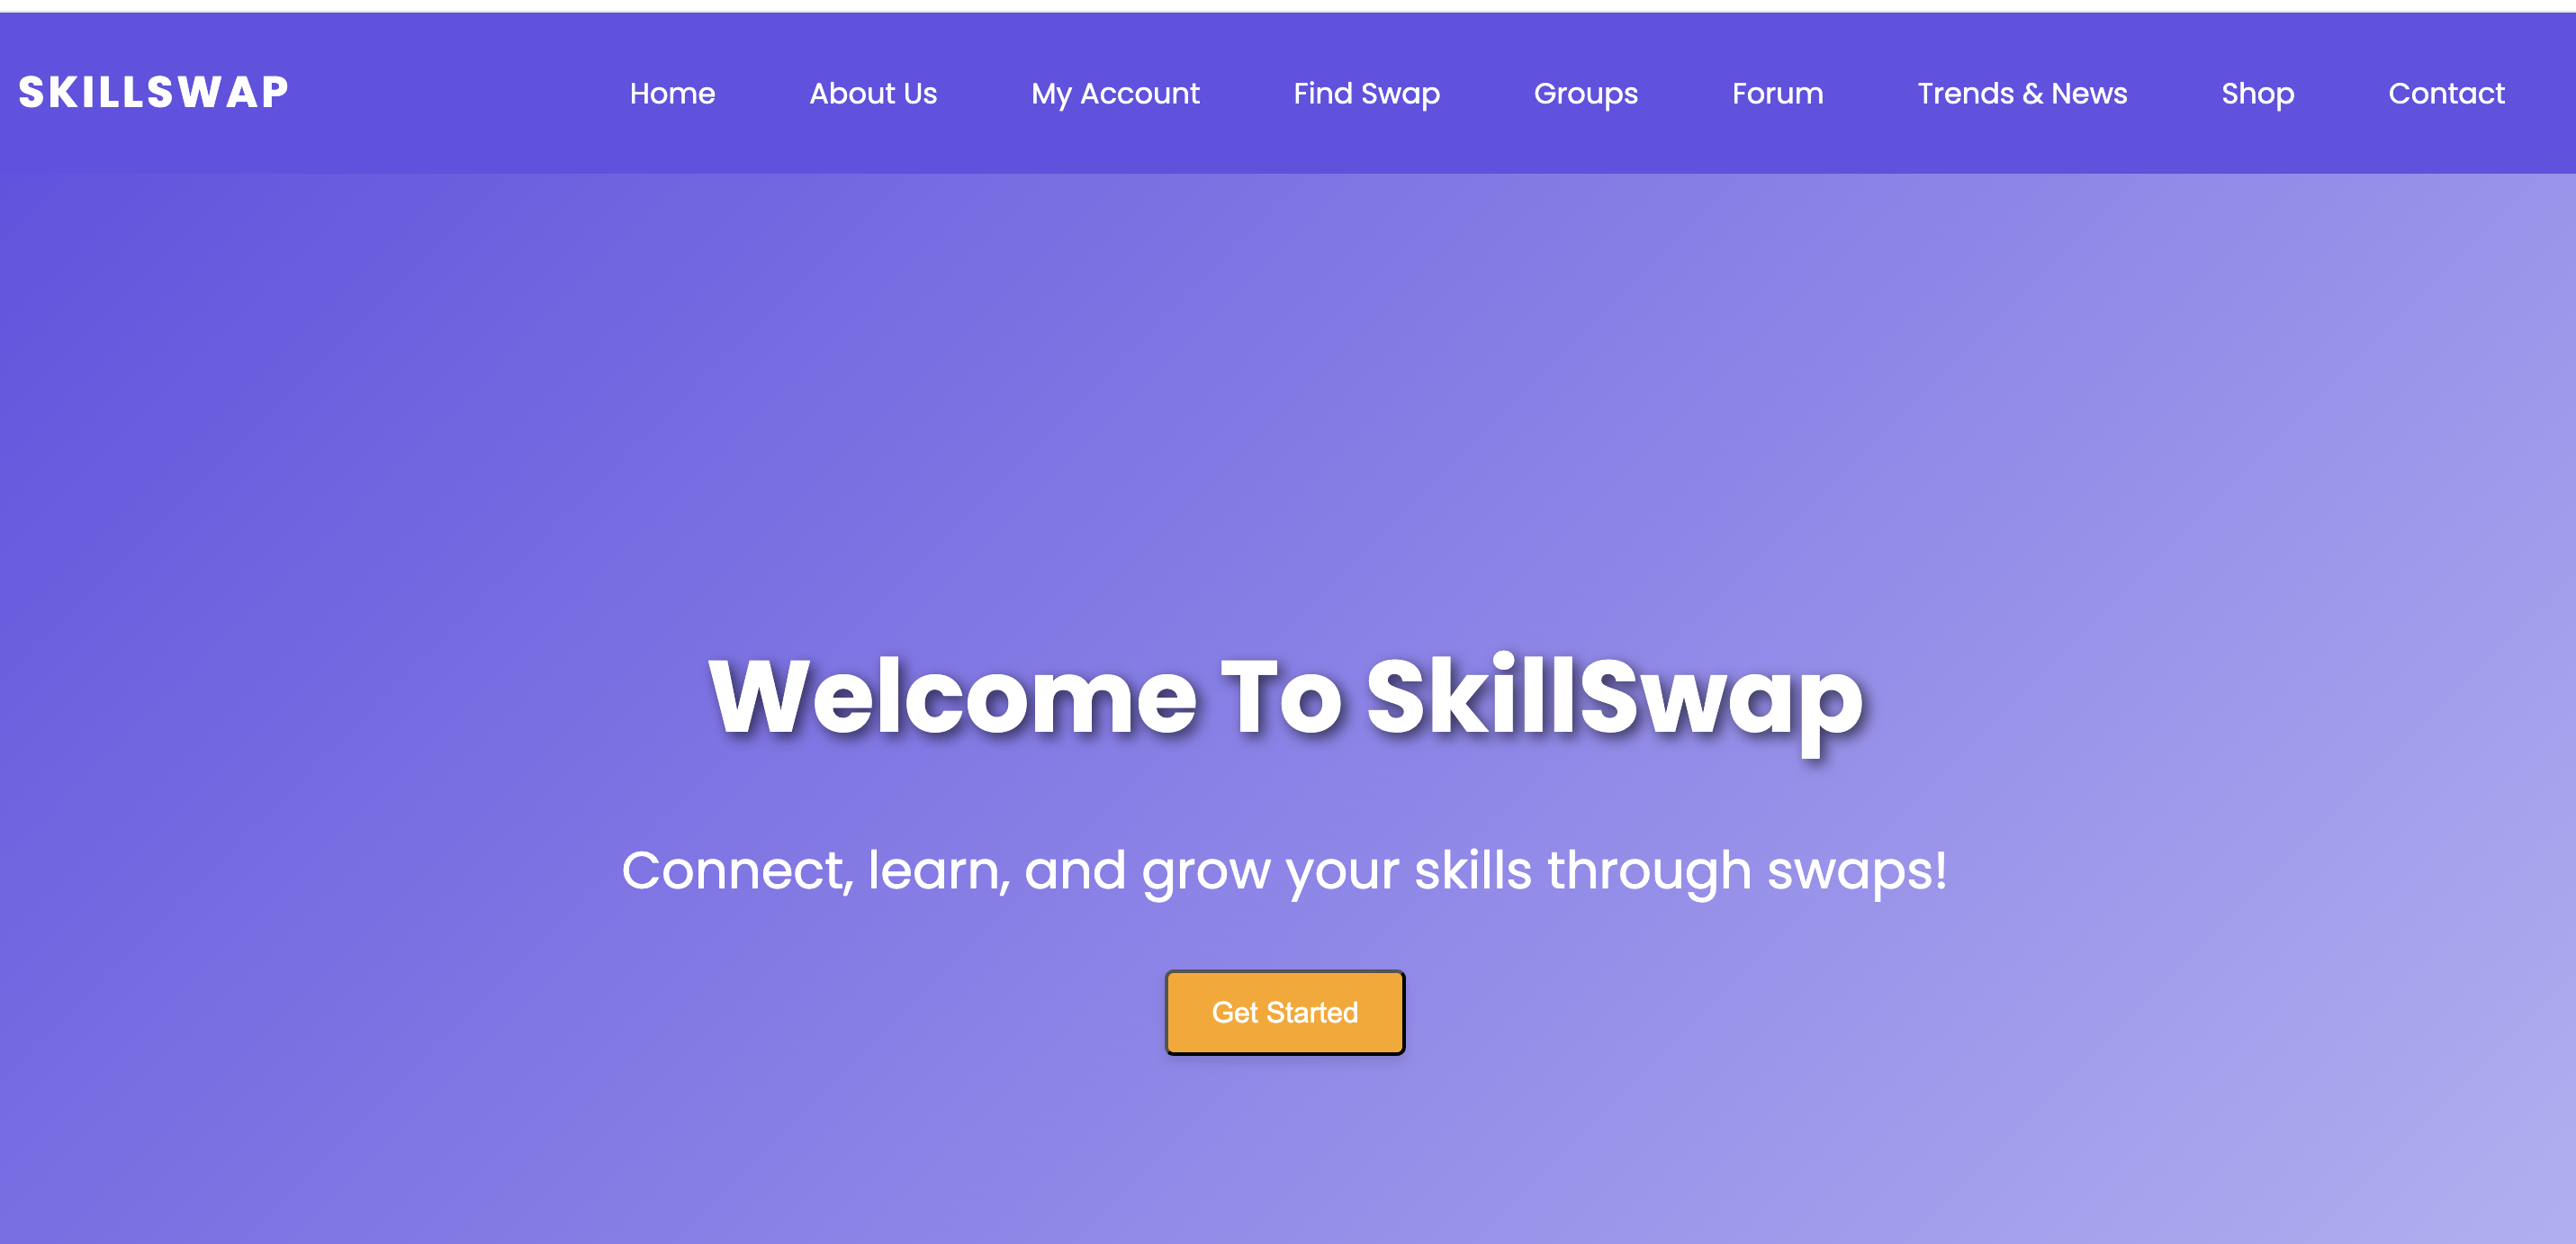 SKILLSWAP Home About Us My Account Find Swap Groups Forum Trends & News Shop Contact
Welcome To SkillSwap
Connect, learn, and grow your skills through swaps!
Get Started